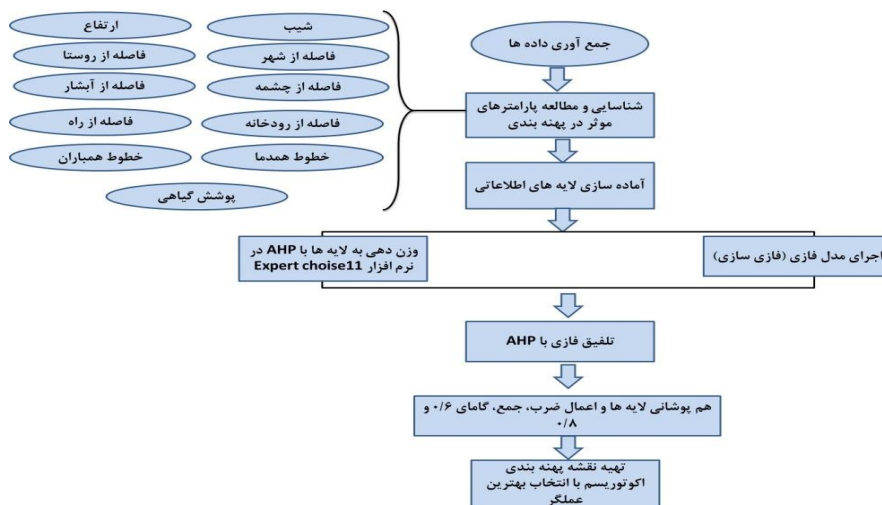 جمع آوری داده ها
شیب
ارتفاع
فاصله از شهر
فاصله از روستا
فاصله از چشمه
فاصله از آبشار
فاصله از رودخانه
فاصله از راه
خطوط همدما
خطوط همباران
پوشش گیاهی
شناسایی و مطالعه پارامترهای
موثر در پهنه بندی
آماده سازی لایه های اطلاعاتی
اجرای مدل فازی (فازی سازی)
وزن دهی به لایه ها با AHP در
نرم افزار Expert choise11
تلفیق فازی با AHP
هم پوشانی لایه ها و اعمال ضرب، جمع، گامای ۰/۶ و
۰/۸
تهیه نقشه پهنه بندی
اکوتوریسم با انتخاب بهترین
عملگر